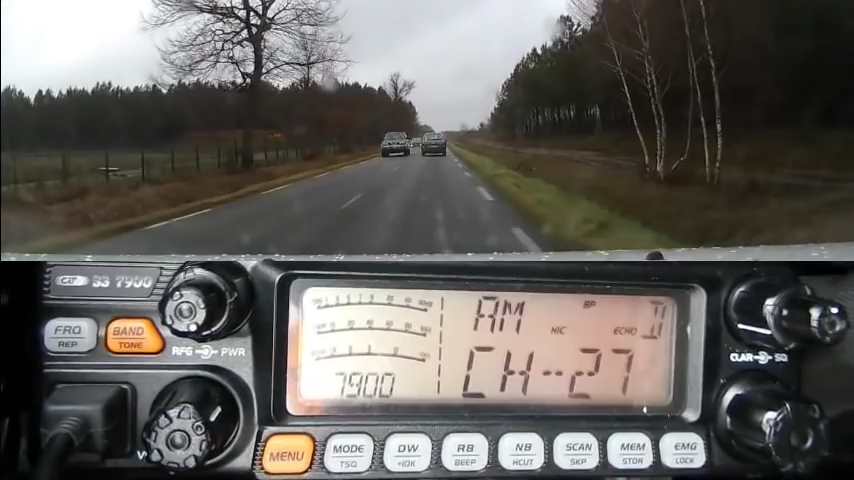 CRT SS 7900
FRQ
REP
BAND
TONE
RFG PWR
AM
BP
HIC
ECHO
D
7900
CH--27
CLAR SQ
MENU
MODE
TSQ
DW
+10K
RB
BEEP
NB
HCUT
SCAN
SKP
MEM
STOR
EMG
LOCK
V